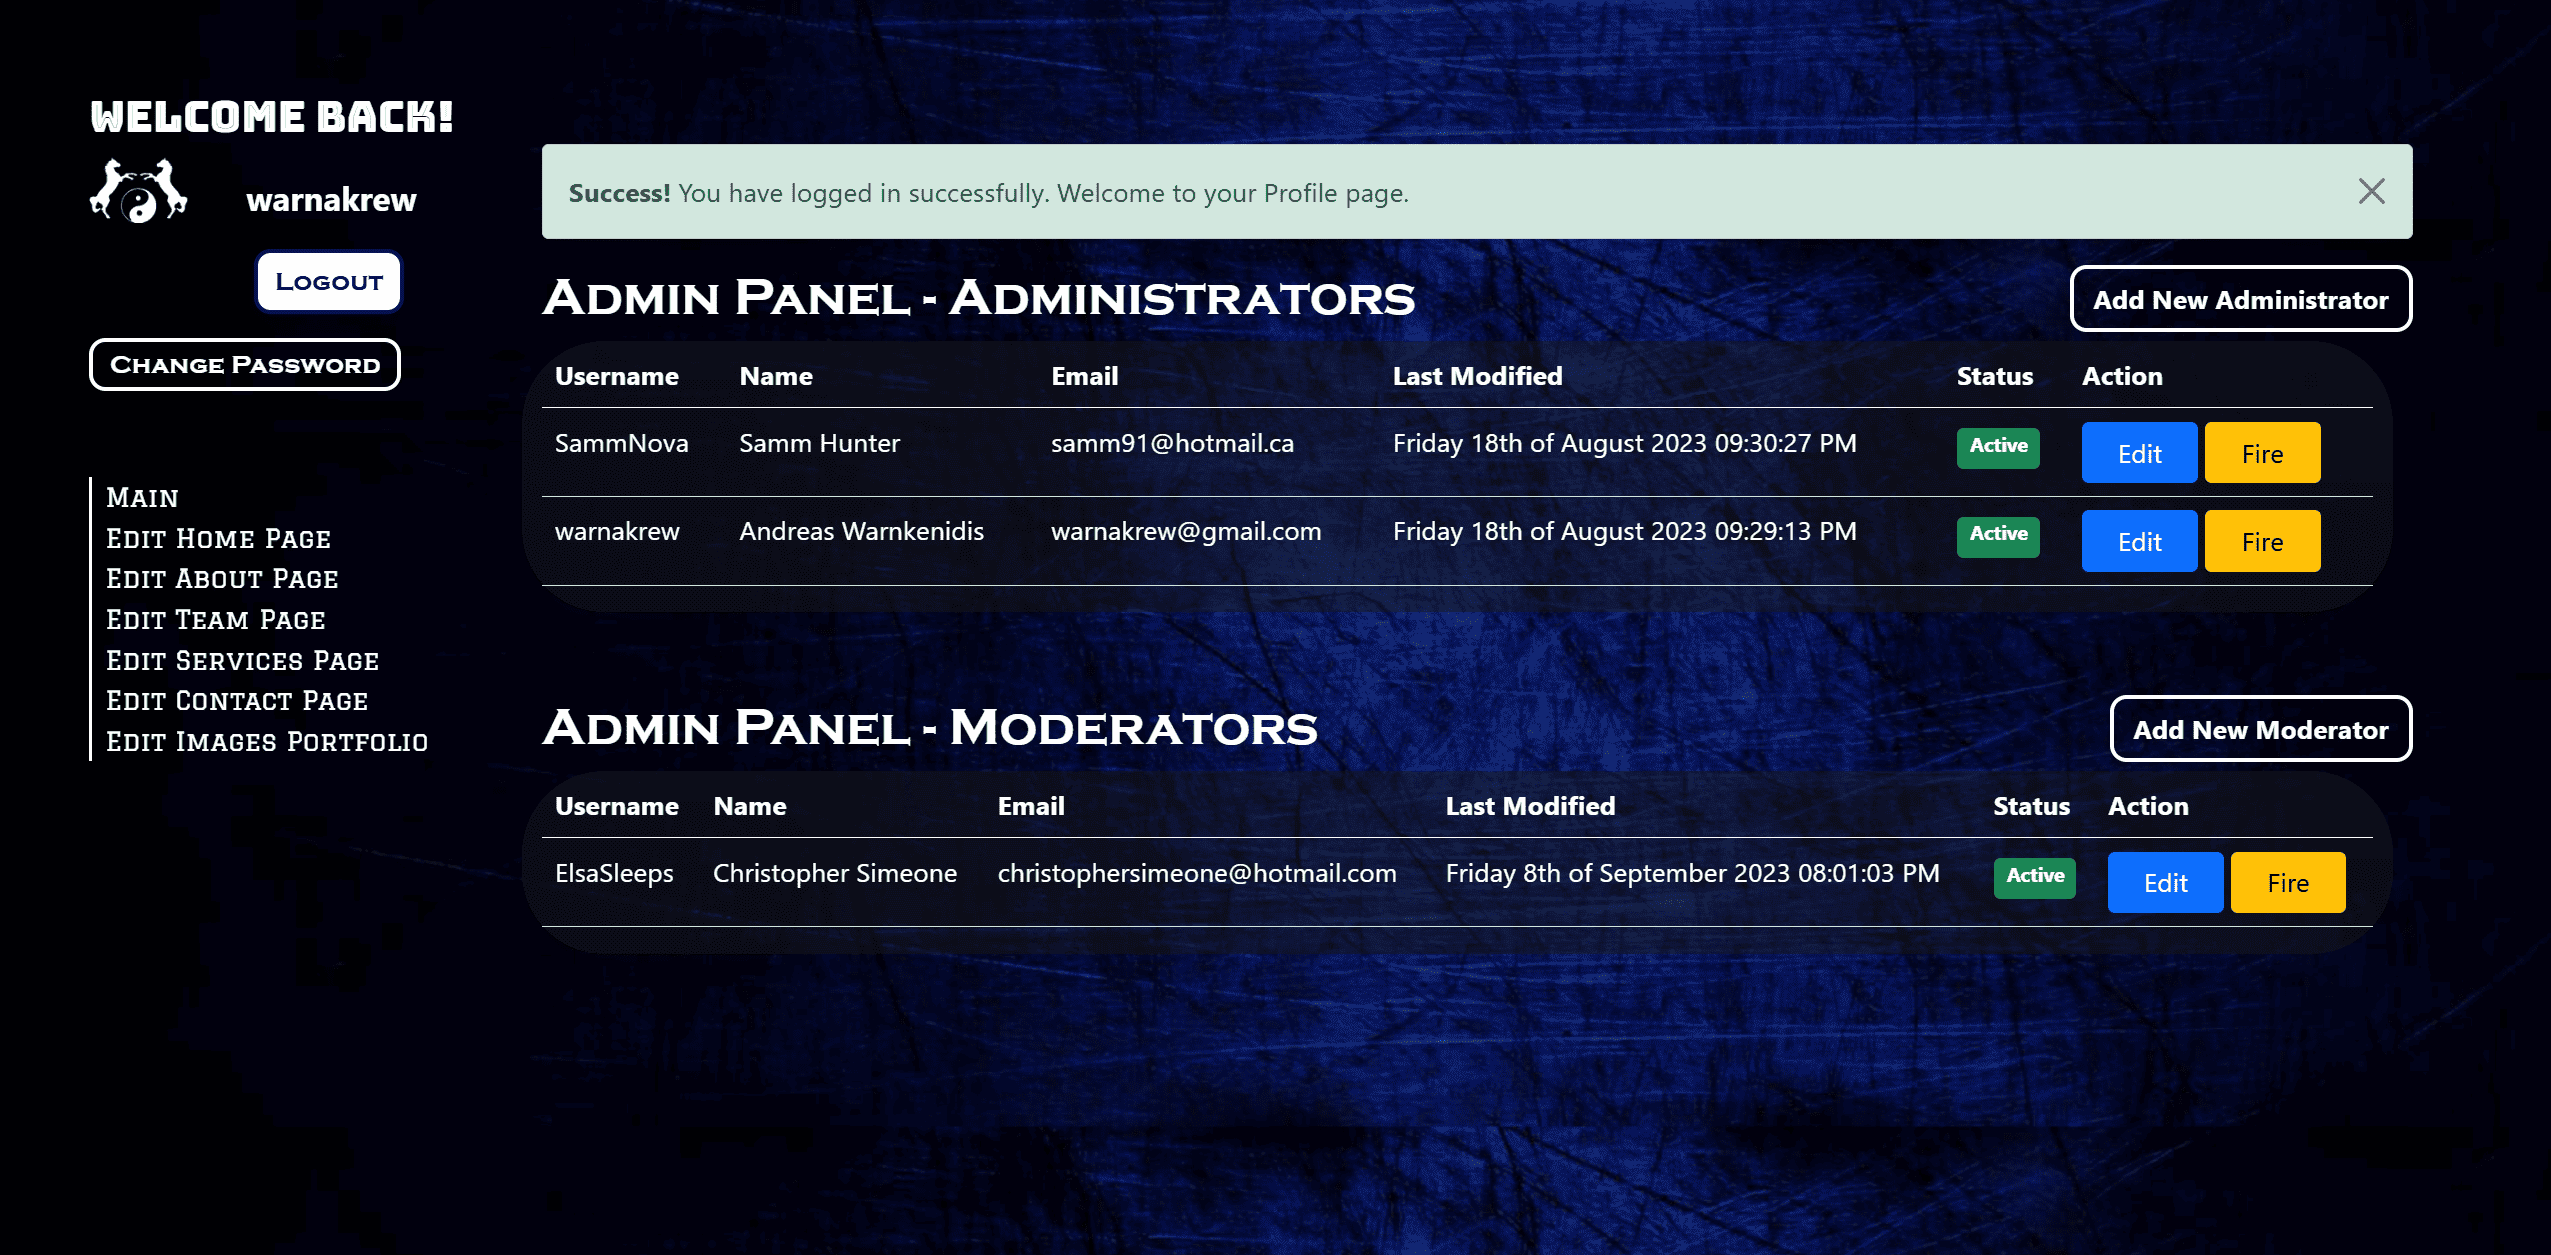 WELCOME BACK!
warnakrew
LOGOUT
CHANGE PASSWORD
MAIN
EDIT HOME PAGE
EDIT ABOUT PAGE
EDIT TEAM PAGE
EDIT SERVICES PAGE
EDIT CONTACT PAGE
EDIT IMAGES PORTFOLIO
Success! You have logged in successfully. Welcome to your Profile page.
ADMIN PANEL - ADMINISTRATORS
Add New Administrator
Username Name Email Last Modified Status Action
SammNova Samm Hunter samm91@hotmail.ca Friday 18th of August 2023 09:30:27 PM Active Edit Fire
warnakrew Andreas Warnkenidis warnakrew@gmail.com Friday 18th of August 2023 09:29:13 PM Active Edit Fire
ADMIN PANEL - MODERATORS
Add New Moderator
Username Name Email Last Modified Status Action
ElsaSleeps Christopher Simeone christophersimeone@hotmail.com Friday 8th of September 2023 08:01:03 PM Active Edit Fire